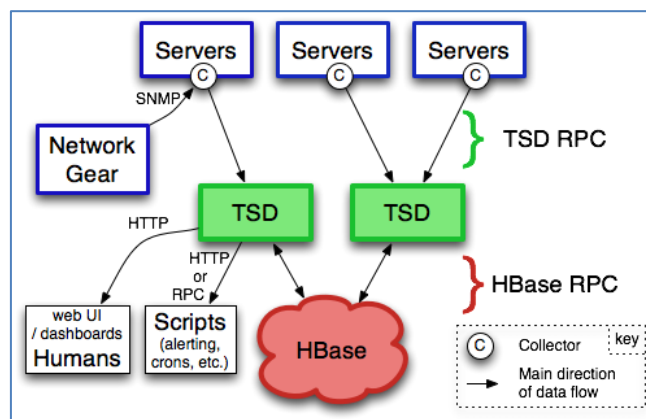 Servers
Servers
Servers
C
C
C
SNMP
Network
Gear
TSD RPC
TSD
TSD
HTTP
HTTP
or
RPC
HBase RPC
web UI
/ dashboards
Humans
Scripts
(alerting,
crons, etc.)
HBase
key
C
Collector
Main direction
of data flow